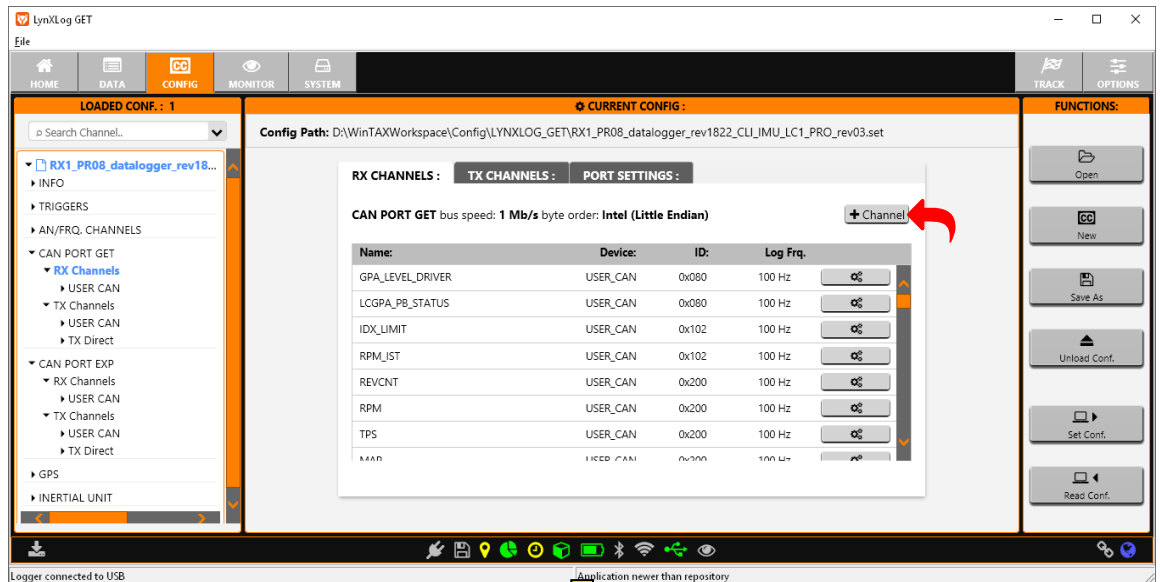 LynXLog GET
File
HOME
DATA
CC
CONFIG
MONITOR
SYSTEM
TRACK
OPTIONS
LOADED CONF. : 1
CURRENT CONFIG :
FUNCTIONS:
Search Channel..
Config Path: D:\WinTAXWorkspace\Config\LYNXLOG_GET\RX1_PR08_datalogger_rev1822_CLI_IMU_LC1_PRO_rev03.set
RX1_PR08_datalogger_rev18...
INFO
TRIGGERS
AN/FRQ. CHANNELS
CAN PORT GET
RX Channels
USER CAN
TX Channels
USER CAN
TX Direct
CAN PORT EXP
RX Channels
USER CAN
TX Channels
USER CAN
TX Direct
GPS
INERTIAL UNIT
RX CHANNELS : TX CHANNELS : PORT SETTINGS :
CAN PORT GET bus speed: 1 Mb/s byte order: Intel (Little Endian)
+ Channel
Name: Device: ID: Log Frq.
GPA_LEVEL_DRIVER USER_CAN 0x080 100 Hz
LCGPA_PB_STATUS USER_CAN 0x080 100 Hz
IDX_LIMIT USER_CAN 0x102 100 Hz
RPM_IST USER_CAN 0x102 100 Hz
REVCNT USER_CAN 0x200 100 Hz
RPM USER_CAN 0x200 100 Hz
TPS USER_CAN 0x200 100 Hz
MAP USER_CAN 0x200 100 Hz
Open
CC
New
Save As
Unload Conf.
Set Conf.
Read Conf.
Logger connected to USB
Application newer than repository